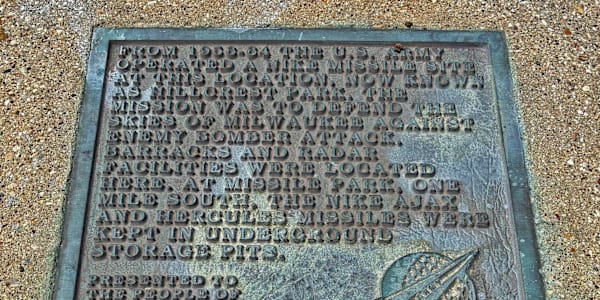 FROM 1953-64 THE U.S. ARMY
OPERATED A NIKE MISSILE SITE
AT THIS LOCATION, NOW KNOWN
AS HILLCREST PARK. THE
MISSION WAS TO DEFEND THE
SKIES OF MILWAUKEE AGAINST
ENEMY BOMBER ATTACK.
BARRACKS AND RADAR
FACILITIES WERE LOCATED
HERE. AT MISSILE PARK, ONE
MILE SOUTH, THE NIKE AJAX
AND HERCULES MISSILES WERE
KEPT IN UNDERGROUND
STORAGE PITS.
PRESENTED TO
THE PEOPLE OF